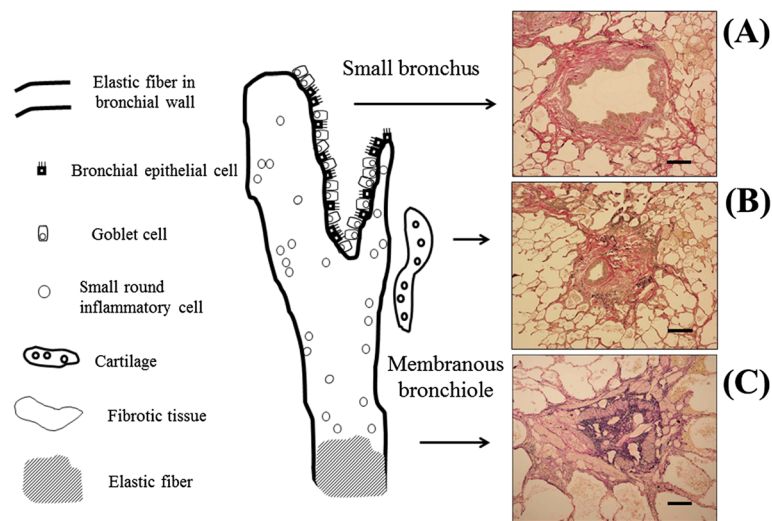 Elastic fiber in
bronchial wall
Bronchial epithelial cell
Goblet cell
Small round
inflammatory cell
Cartilage
Fibrotic tissue
Elastic fiber
Small bronchus
Membranous
bronchiole
(A)
(B)
(C)